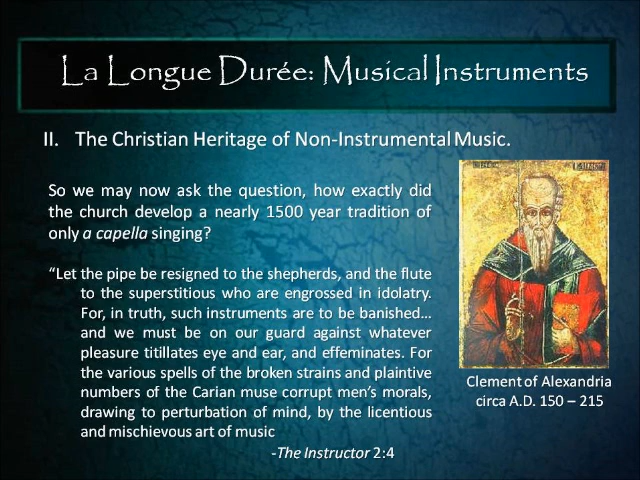 La Longue Durée: Musical Instruments
II. The Christian Heritage of Non-Instrumental Music.
So we may now ask the question, how exactly did
the church develop a nearly 1500 year tradition of
only a capella singing?
“Let the pipe be resigned to the shepherds, and the flute
to the superstitious who are engrossed in idolatry.
For, in truth, such instruments are to be banished…
and we must be on our guard against whatever
pleasure titillates eye and ear, and effeminates. For
the various spells of the broken strains and plaintive
numbers of the Carian muse corrupt men’s morals,
drawing to perturbation of mind, by the licentious
and mischievous art of music
-The Instructor 2:4
Clement of Alexandria
circa A.D. 150 – 215